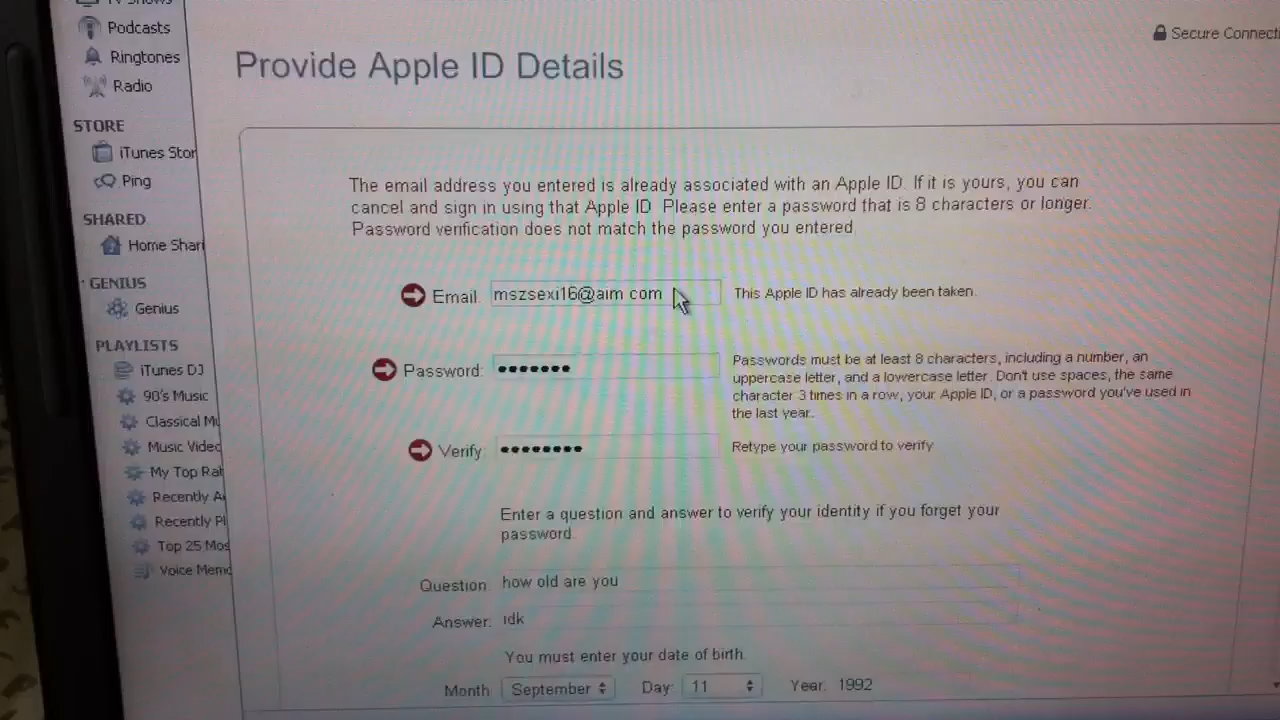 TV Shows
Podcasts
Ringtones
Radio
STORE
iTunes Stor
Ping
SHARED
Home Shari
GENIUS
Genius
PLAYLISTS
iTunes DJ
90's Music
Classical Mu
Music Video
My Top Rat
Recently A
Recently Pl
Top 25 Mos
Voice Memo
Secure Connecti
Provide Apple ID Details
The email address you entered is already associated with an Apple ID. If it is yours, you can
cancel and sign in using that Apple ID. Please enter a password that is 8 characters or longer.
Password verification does not match the password you entered.
Email: mszsexi16@aim.com This Apple ID has already been taken.
Password: ••••••• Passwords must be at least 8 characters, including a number, an
uppercase letter, and a lowercase letter. Don't use spaces, the same
character 3 times in a row, your Apple ID, or a password you've used in
the last year.
Verify: •••••••• Retype your password to verify
Enter a question and answer to verify your identity if you forget your
password.
Question: how old are you
Answer: idk
You must enter your date of birth.
Month: September Day: 11 Year: 1992